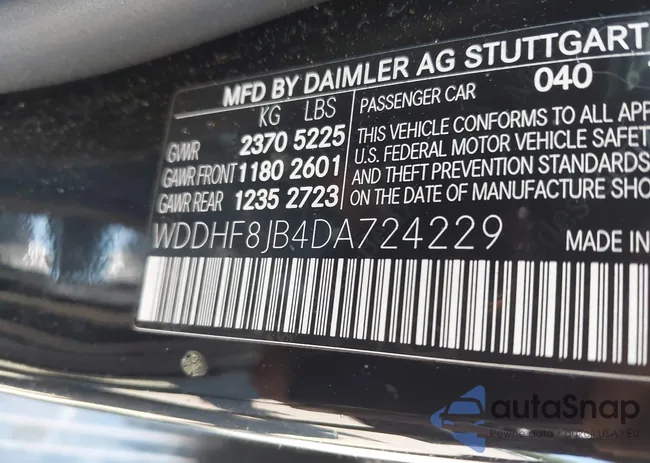 MFD BY DAIMLER AG STUTTGART
KG LBS
GVWR 2370 5225
GAWR FRONT 1180 2601
GAWR REAR 1235 2723
PASSENGER CAR 040
THIS VEHICLE CONFORMS TO ALL APP
U.S. FEDERAL MOTOR VEHICLE SAFET
AND THEFT PREVENTION STANDARDS
ON THE DATE OF MANUFACTURE SHO
WDDHF8JB4DA724229
MADE IN
autoSnap